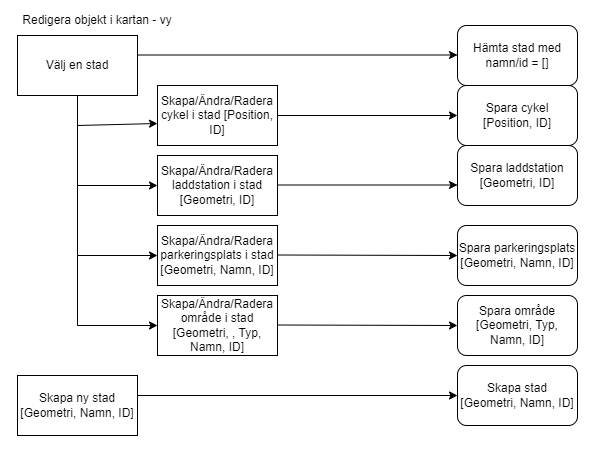 Redigera objekt i kartan - vy
Välj en stad
Hämta stad med
namn/id = []
Skapa/Ändra/Radera
cykel i stad [Position,
ID]
Spara cykel
[Position, ID]
Skapa/Ändra/Radera
laddstation i stad
[Geometri, ID]
Spara laddstation
[Geometri, ID]
Skapa/Ändra/Radera
parkeringsplats i stad
[Geometri, Namn, ID]
Spara parkeringsplats
[Geometri, Namn, ID]
Skapa/Ändra/Radera
område i stad
[Geometri, , Typ,
Namn, ID]
Spara område
[Geometri, Typ,
Namn, ID]
Skapa ny stad
[Geometri, Namn, ID]
Skapa stad
[Geometri, Namn, ID]